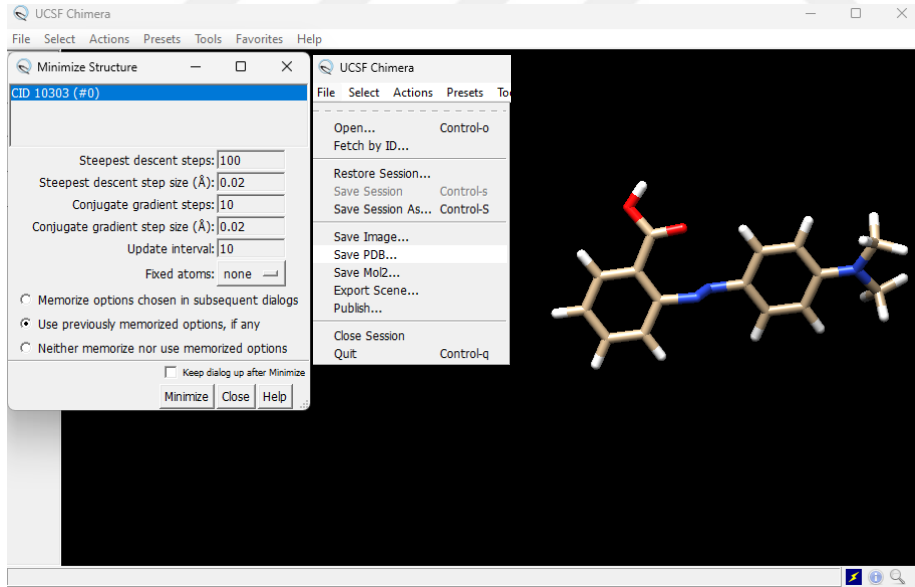 UCSF Chimera
File Select Actions Presets Tools Favorites Help
Minimize Structure
CID 10303 (#0)
Steepest descent steps: 100
Steepest descent step size (Å): 0.02
Conjugate gradient steps: 10
Conjugate gradient step size (Å): 0.02
Update interval: 10
Fixed atoms: none
Memorize options chosen in subsequent dialogs
Use previously memorized options, if any
Neither memorize nor use memorized options
Keep dialog up after Minimize
Minimize Close Help
UCSF Chimera
File Select Actions Presets To
Open... Control-o
Fetch by ID...
Restore Session...
Save Session Control-s
Save Session As... Control-S
Save Image...
Save PDB...
Save Mol2...
Export Scene...
Publish...
Close Session
Quit Control-q